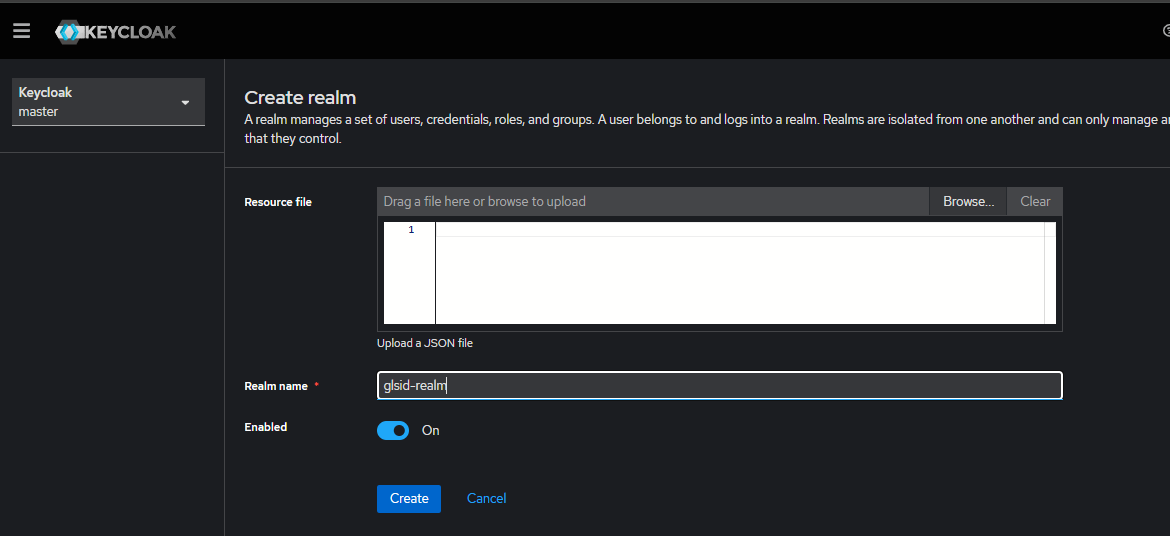 KEYCLOAK
Keycloak
master
Create realm
A realm manages a set of users, credentials, roles, and groups. A user belongs to and logs into a realm. Realms are isolated from one another and can only manage
that they control.
Resource file
Drag a file here or browse to upload
Browse...
Clear
1
Upload a JSON file
Realm name *
glsid-realm
Enabled
On
Create
Cancel